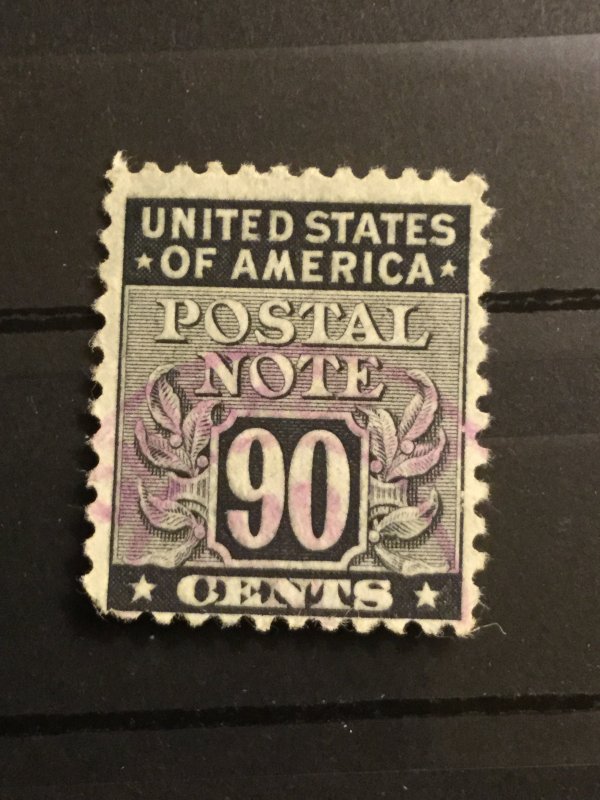 UNITED STATES
OF AMERICA
POSTAL
NOTE
90
CENTS